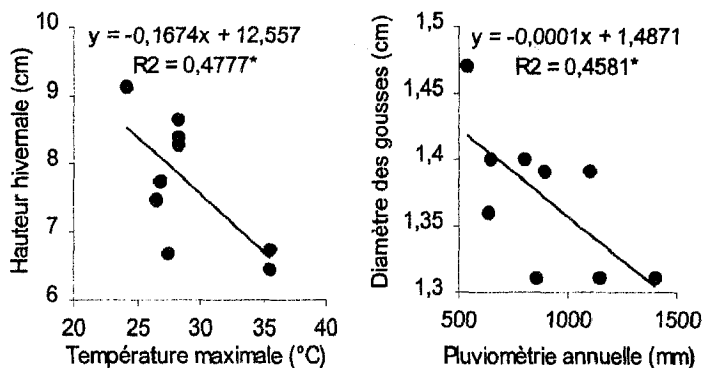 y = -0,1674x + 12,557
R2 = 0,4777*
Hauteur hivernale (cm)
10
9
8
7
6
20
25
30
35
40
Température maximale (°C)
y = -0,0001x + 1,4871
R2 = 0,4581*
Diamètre des gousses (cm)
1,5
1,45
1,4
1,35
1,3
500
1000
1500
Pluviomètrie annuelle (mm)